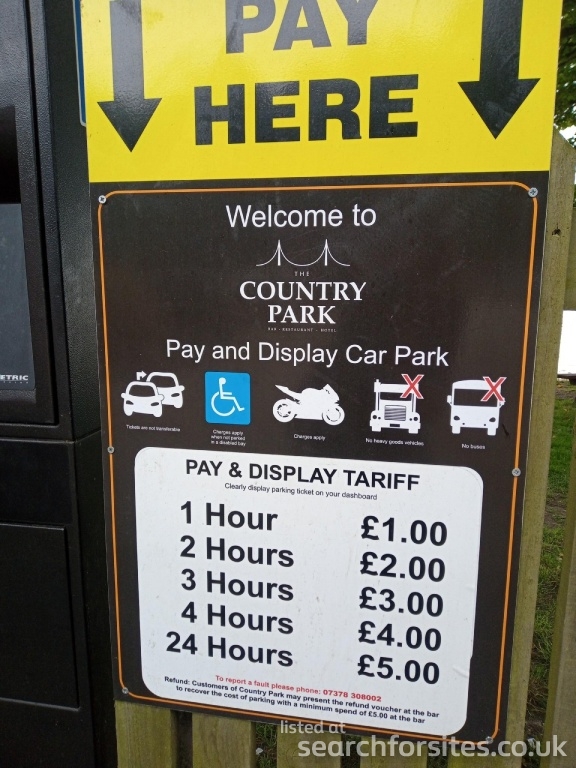 PAY
HERE
Welcome to
THE
COUNTRY
PARK
BAR · RESTAURANT · HOTEL
Pay and Display Car Park
Tickets are not transferable
Charges apply
when not parked
in a disabled bay
Charges apply
No heavy goods vehicles
No buses
PAY & DISPLAY TARIFF
Clearly display parking ticket on your dashboard
1 Hour £1.00
2 Hours £2.00
3 Hours £3.00
4 Hours £4.00
24 Hours £5.00
To report a fault please phone: 07378 308002
Refund: Customers of Country Park may present the refund voucher at the bar
to recover the cost of parking with a minimum spend of £5.00 at the bar
ETRIC
listed at
searchforsites.co.uk